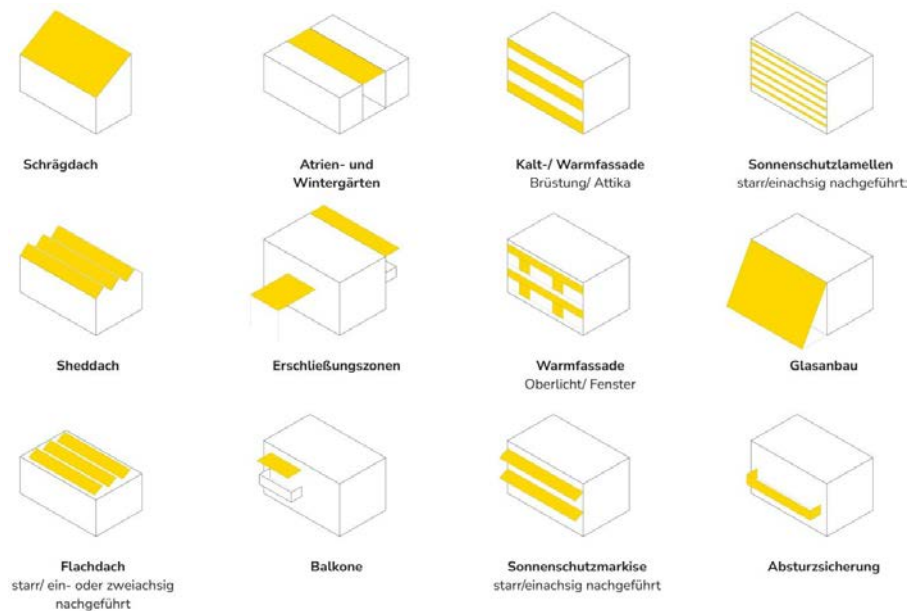 Schrägdach
Atrien- und
Wintergärten
Kalt-/ Warmfassade
Brüstung/ Attika
Sonnenschutzlamellen
starr/einachsig nachgeführt:
Sheddach
Erschließungszonen
Warmfassade
Oberlicht/ Fenster
Glasanbau
Flachdach
starr/ ein- oder zweiachsig
nachgeführt
Balkone
Sonnenschutzmarkise
starr/einachsig nachgeführt
Absturzsicherung